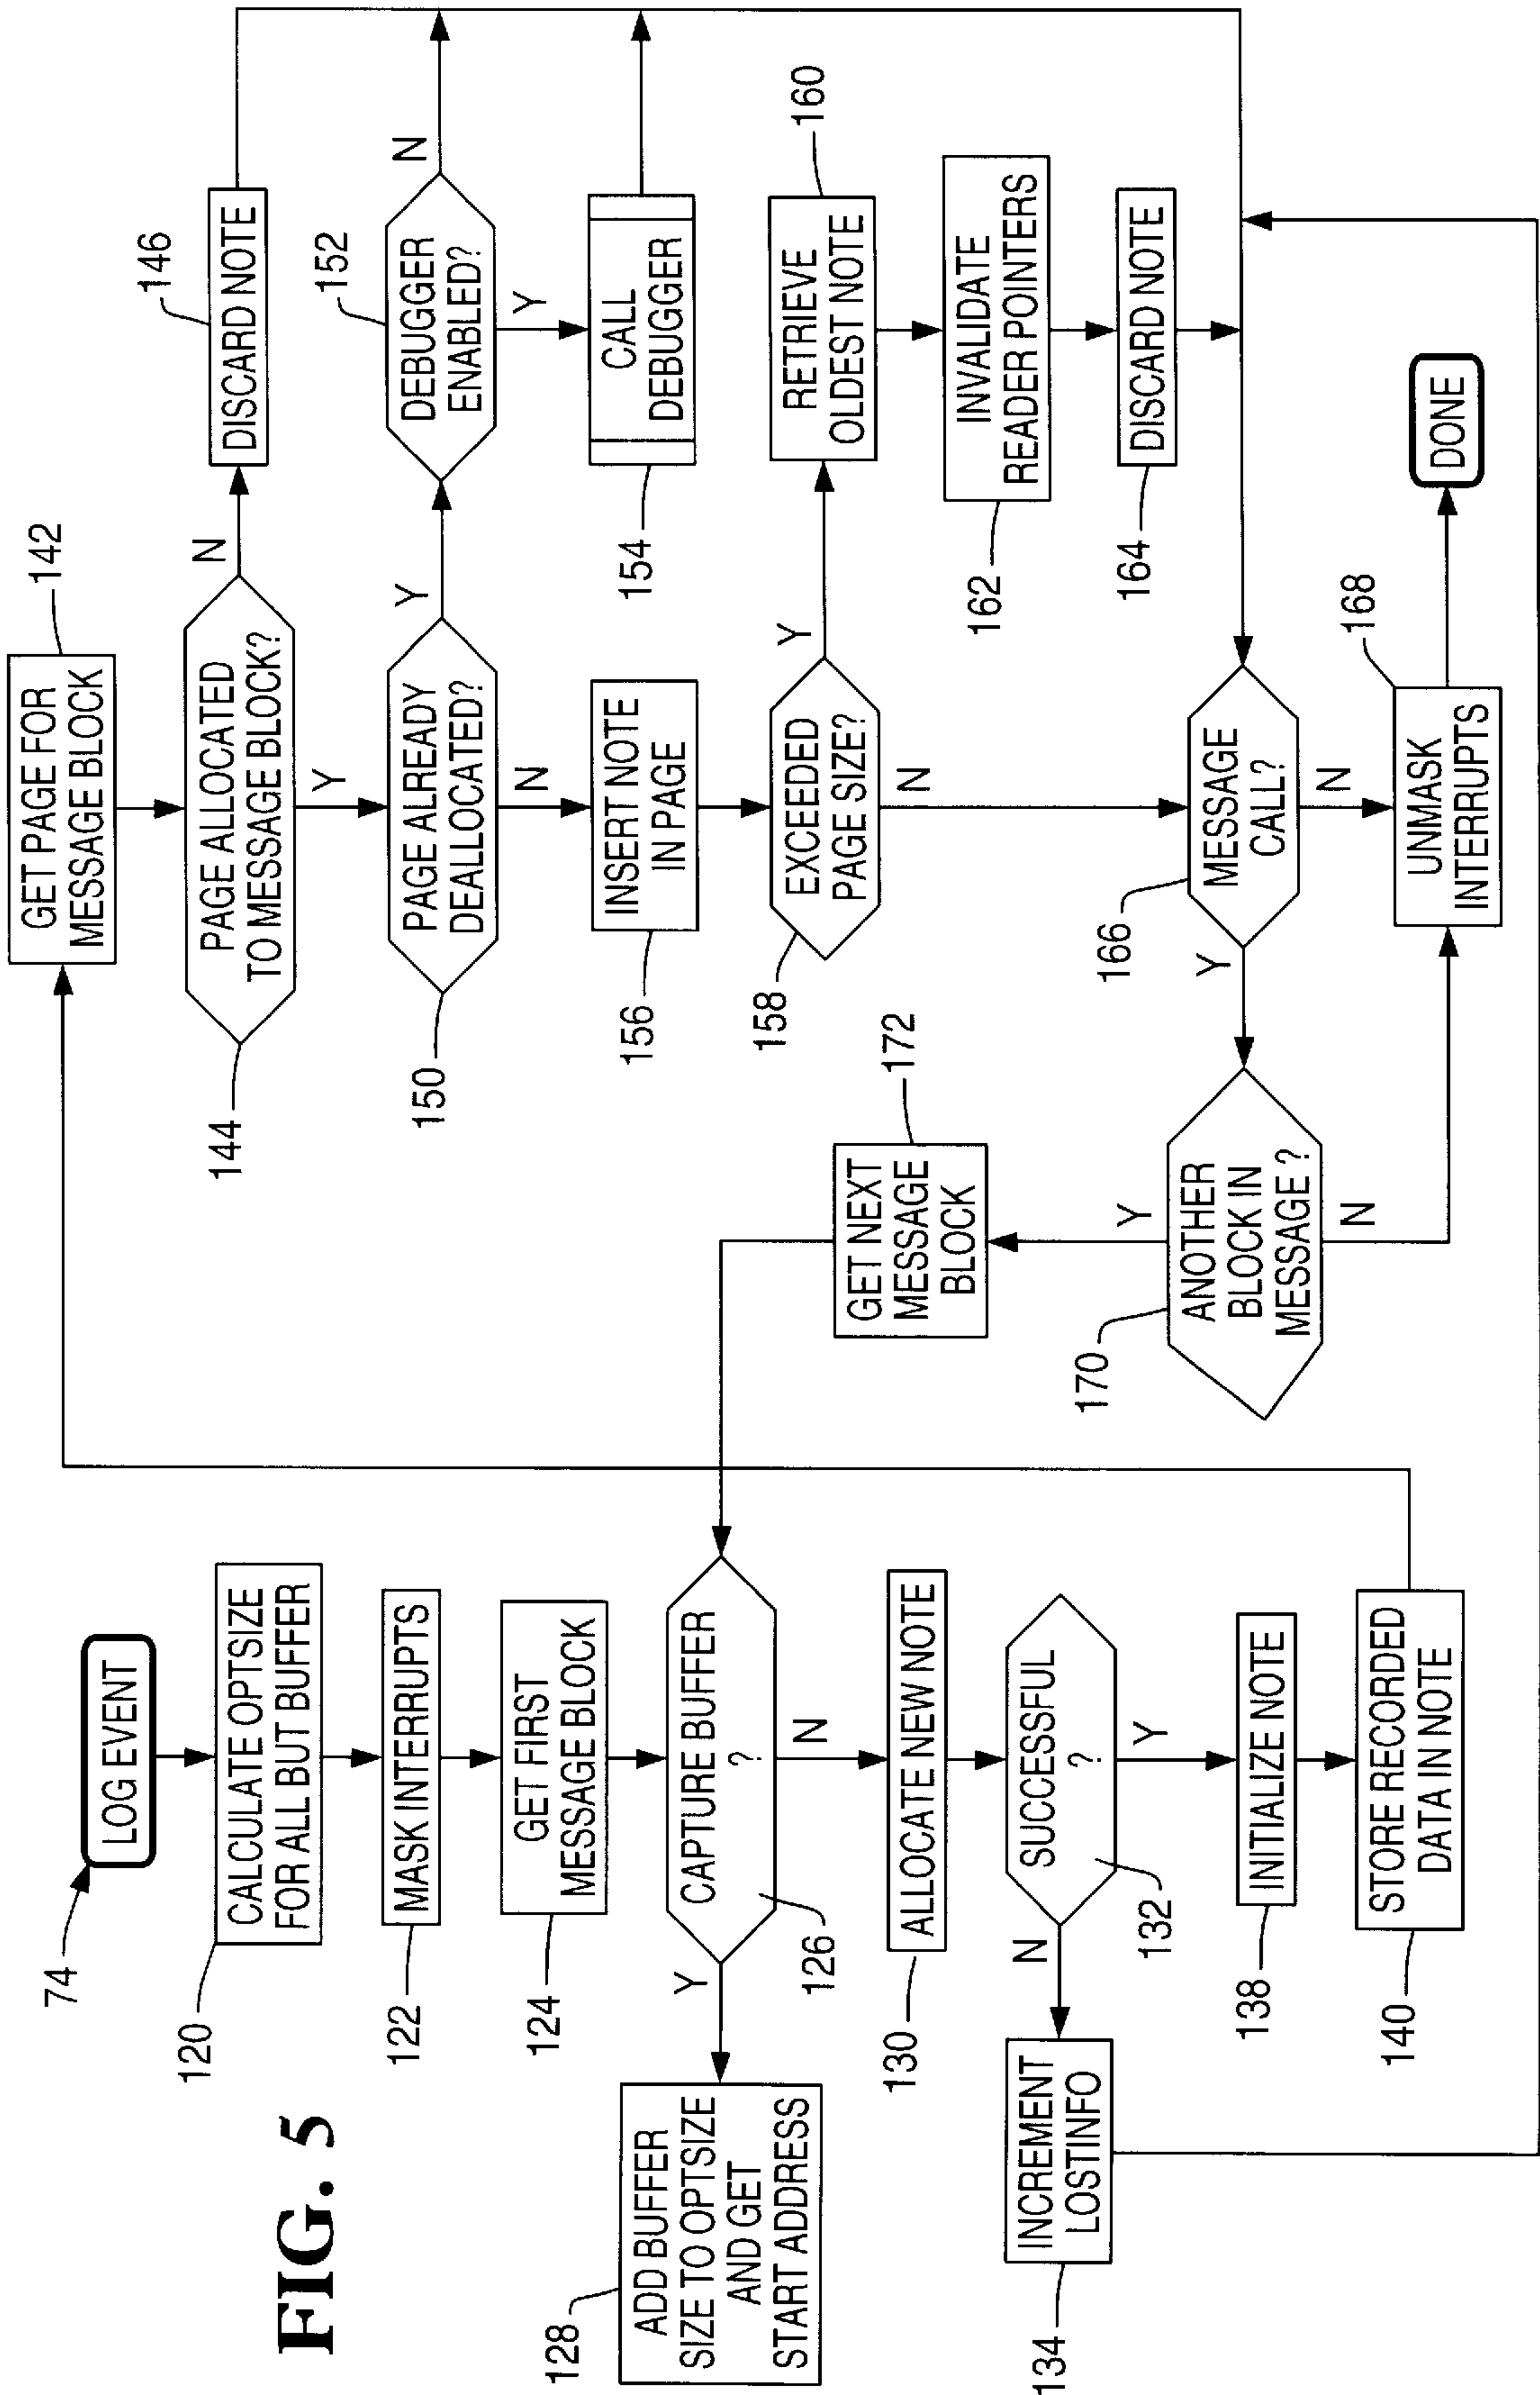 FIG. 5
74
LOG EVENT
120
CALCULATE OPTSIZE
FOR ALL BUT BUFFER
122
MASK INTERRUPTS
124
GET FIRST
MESSAGE BLOCK
CAPTURE BUFFER
?
126
Y
N
128
ADD BUFFER
SIZE TO OPTSIZE
AND GET
START ADDRESS
130
ALLOCATE NEW NOTE
SUCCESSFUL
?
132
N
Y
134
INCREMENT
LOSTINFO
138
INITIALIZE NOTE
140
STORE RECORDED
DATA IN NOTE
GET PAGE FOR
MESSAGE BLOCK
142
144
PAGE ALLOCATED
TO MESSAGE BLOCK?
N
Y
146
DISCARD NOTE
150
PAGE ALREADY
DEALLOCATED?
Y
N
152
DEBUGGER
ENABLED?
N
Y
154
CALL
DEBUGGER
156
INSERT NOTE
IN PAGE
158
EXCEEDED
PAGE SIZE?
Y
N
160
RETRIEVE
OLDEST NOTE
162
INVALIDATE
READER POINTERS
164
DISCARD NOTE
166
MESSAGE
CALL?
Y
N
172
GET NEXT
MESSAGE
BLOCK
170
ANOTHER
BLOCK IN
MESSAGE ?
Y
N
168
UNMASK
INTERRUPTS
DONE